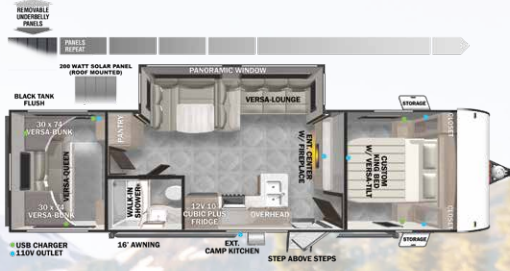 REMOVABLE
UNDERBELLY
PANELS
PANELS
REPEAT
200 WATT SOLAR PANEL
(ROOF MOUNTED)
PANORAMIC WINDOW
BLACK TANK
FLUSH
VERSA-LOUNGE
STORAGE
30 x 74
VERSA-BUNK
PANTRY
CLOSET
VERSA-QUEEN
ENT. CENTER
W/ FIREPLACE
CUSTOM
KING BED
W/ VERSA-TILT
WALK-IN
SHOWER
30 x 74
VERSA-BUNK
12V 10
CUBIC PLUS
FRIDGE
OVERHEAD
CLOSET
STORAGE
USB CHARGER
110V OUTLET
16' AWNING
EXT.
CAMP KITCHEN
STEP ABOVE STEPS